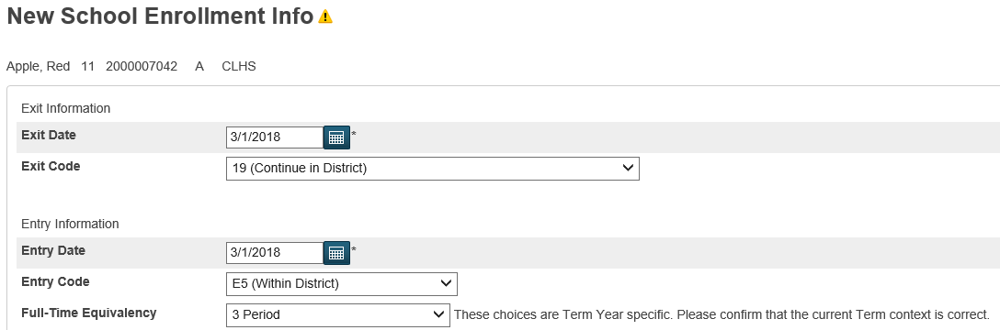 New School Enrollment Info
Apple, Red 11 2000007042 A CLHS
Exit Information
Exit Date 3/1/2018 *
Exit Code 19 (Continue in District)
Entry Information
Entry Date 3/1/2018 *
Entry Code E5 (Within District)
Full-Time Equivalency 3 Period These choices are Term Year specific. Please confirm that the current Term context is correct.